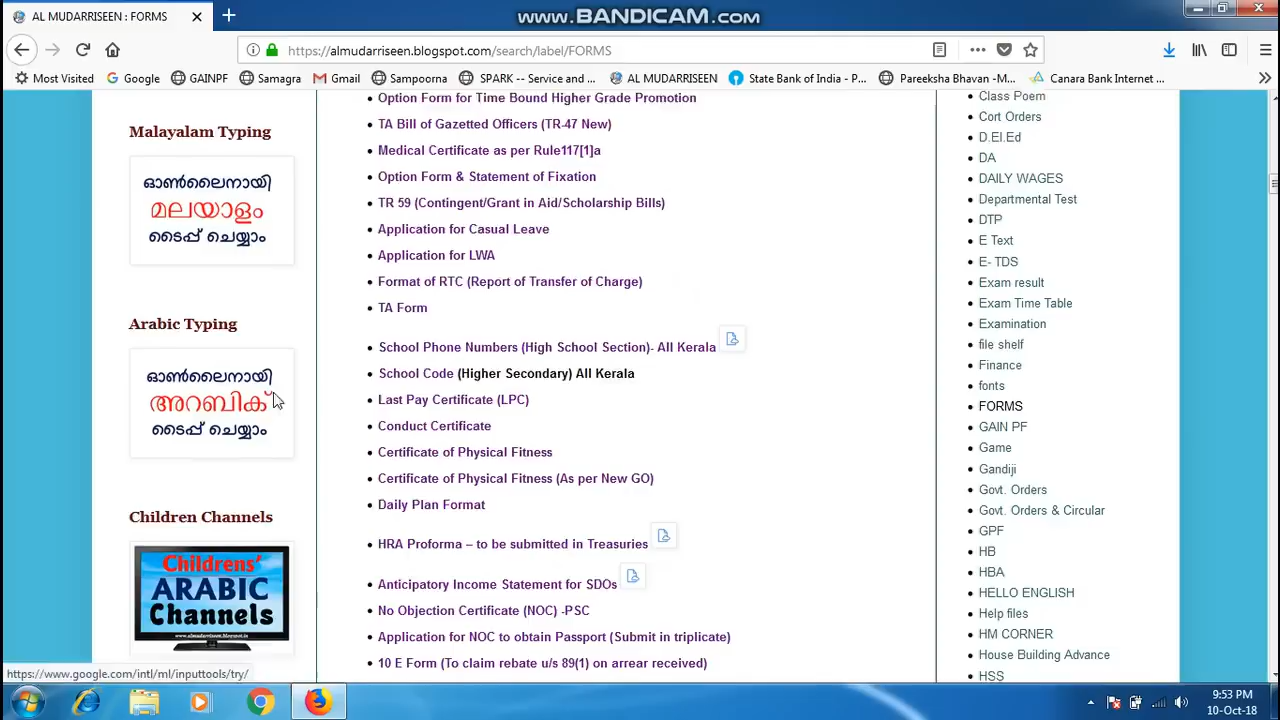 www.BANDICAM.com
AL MUDARRISEEN : FORMS
https://almudarriseen.blogspot.com/search/label/FORMS
Most Visited
Google
GAINPF
Samagra
Gmail
Sampoorna
SPARK -- Service and ...
AL MUDARRISEEN
State Bank of India - P...
Pareeksha Bhavan -M...
Canara Bank Internet ...
Malayalam Typing
ഓൺലൈനായി
മലയാളം
ടൈപ്പ് ചെയ്യാം
Arabic Typing
ഓൺലൈനായി
അറബിക്
ടൈപ്പ് ചെയ്യാം
Children Channels
Childrens'
ARABIC
Channels
www.almudarriseen.blogspot.in
Option Form for Time Bound Higher Grade Promotion
TA Bill of Gazetted Officers (TR-47 New)
Medical Certificate as per Rule117[1]a
Option Form & Statement of Fixation
TR 59 (Contingent/Grant in Aid/Scholarship Bills)
Application for Casual Leave
Application for LWA
Format of RTC (Report of Transfer of Charge)
TA Form
School Phone Numbers (High School Section)- All Kerala
School Code (Higher Secondary) All Kerala
Last Pay Certificate (LPC)
Conduct Certificate
Certificate of Physical Fitness
Certificate of Physical Fitness (As per New GO)
Daily Plan Format
HRA Proforma – to be submitted in Treasuries
Anticipatory Income Statement for SDOs
No Objection Certificate (NOC) -PSC
Application for NOC to obtain Passport (Submit in triplicate)
10 E Form (To claim rebate u/s 89(1) on arrear received)
Class Poem
Cort Orders
D.El.Ed
DA
DAILY WAGES
Departmental Test
DTP
E Text
E- TDS
Exam result
Exam Time Table
Examination
file shelf
Finance
fonts
FORMS
GAIN PF
Game
Gandiji
Govt. Orders
Govt. Orders & Circular
GPF
HB
HBA
HELLO ENGLISH
Help files
HM CORNER
House Building Advance
HSS
https://www.google.com/intl/ml/inputtools/try/
9:53 PM
10-Oct-18